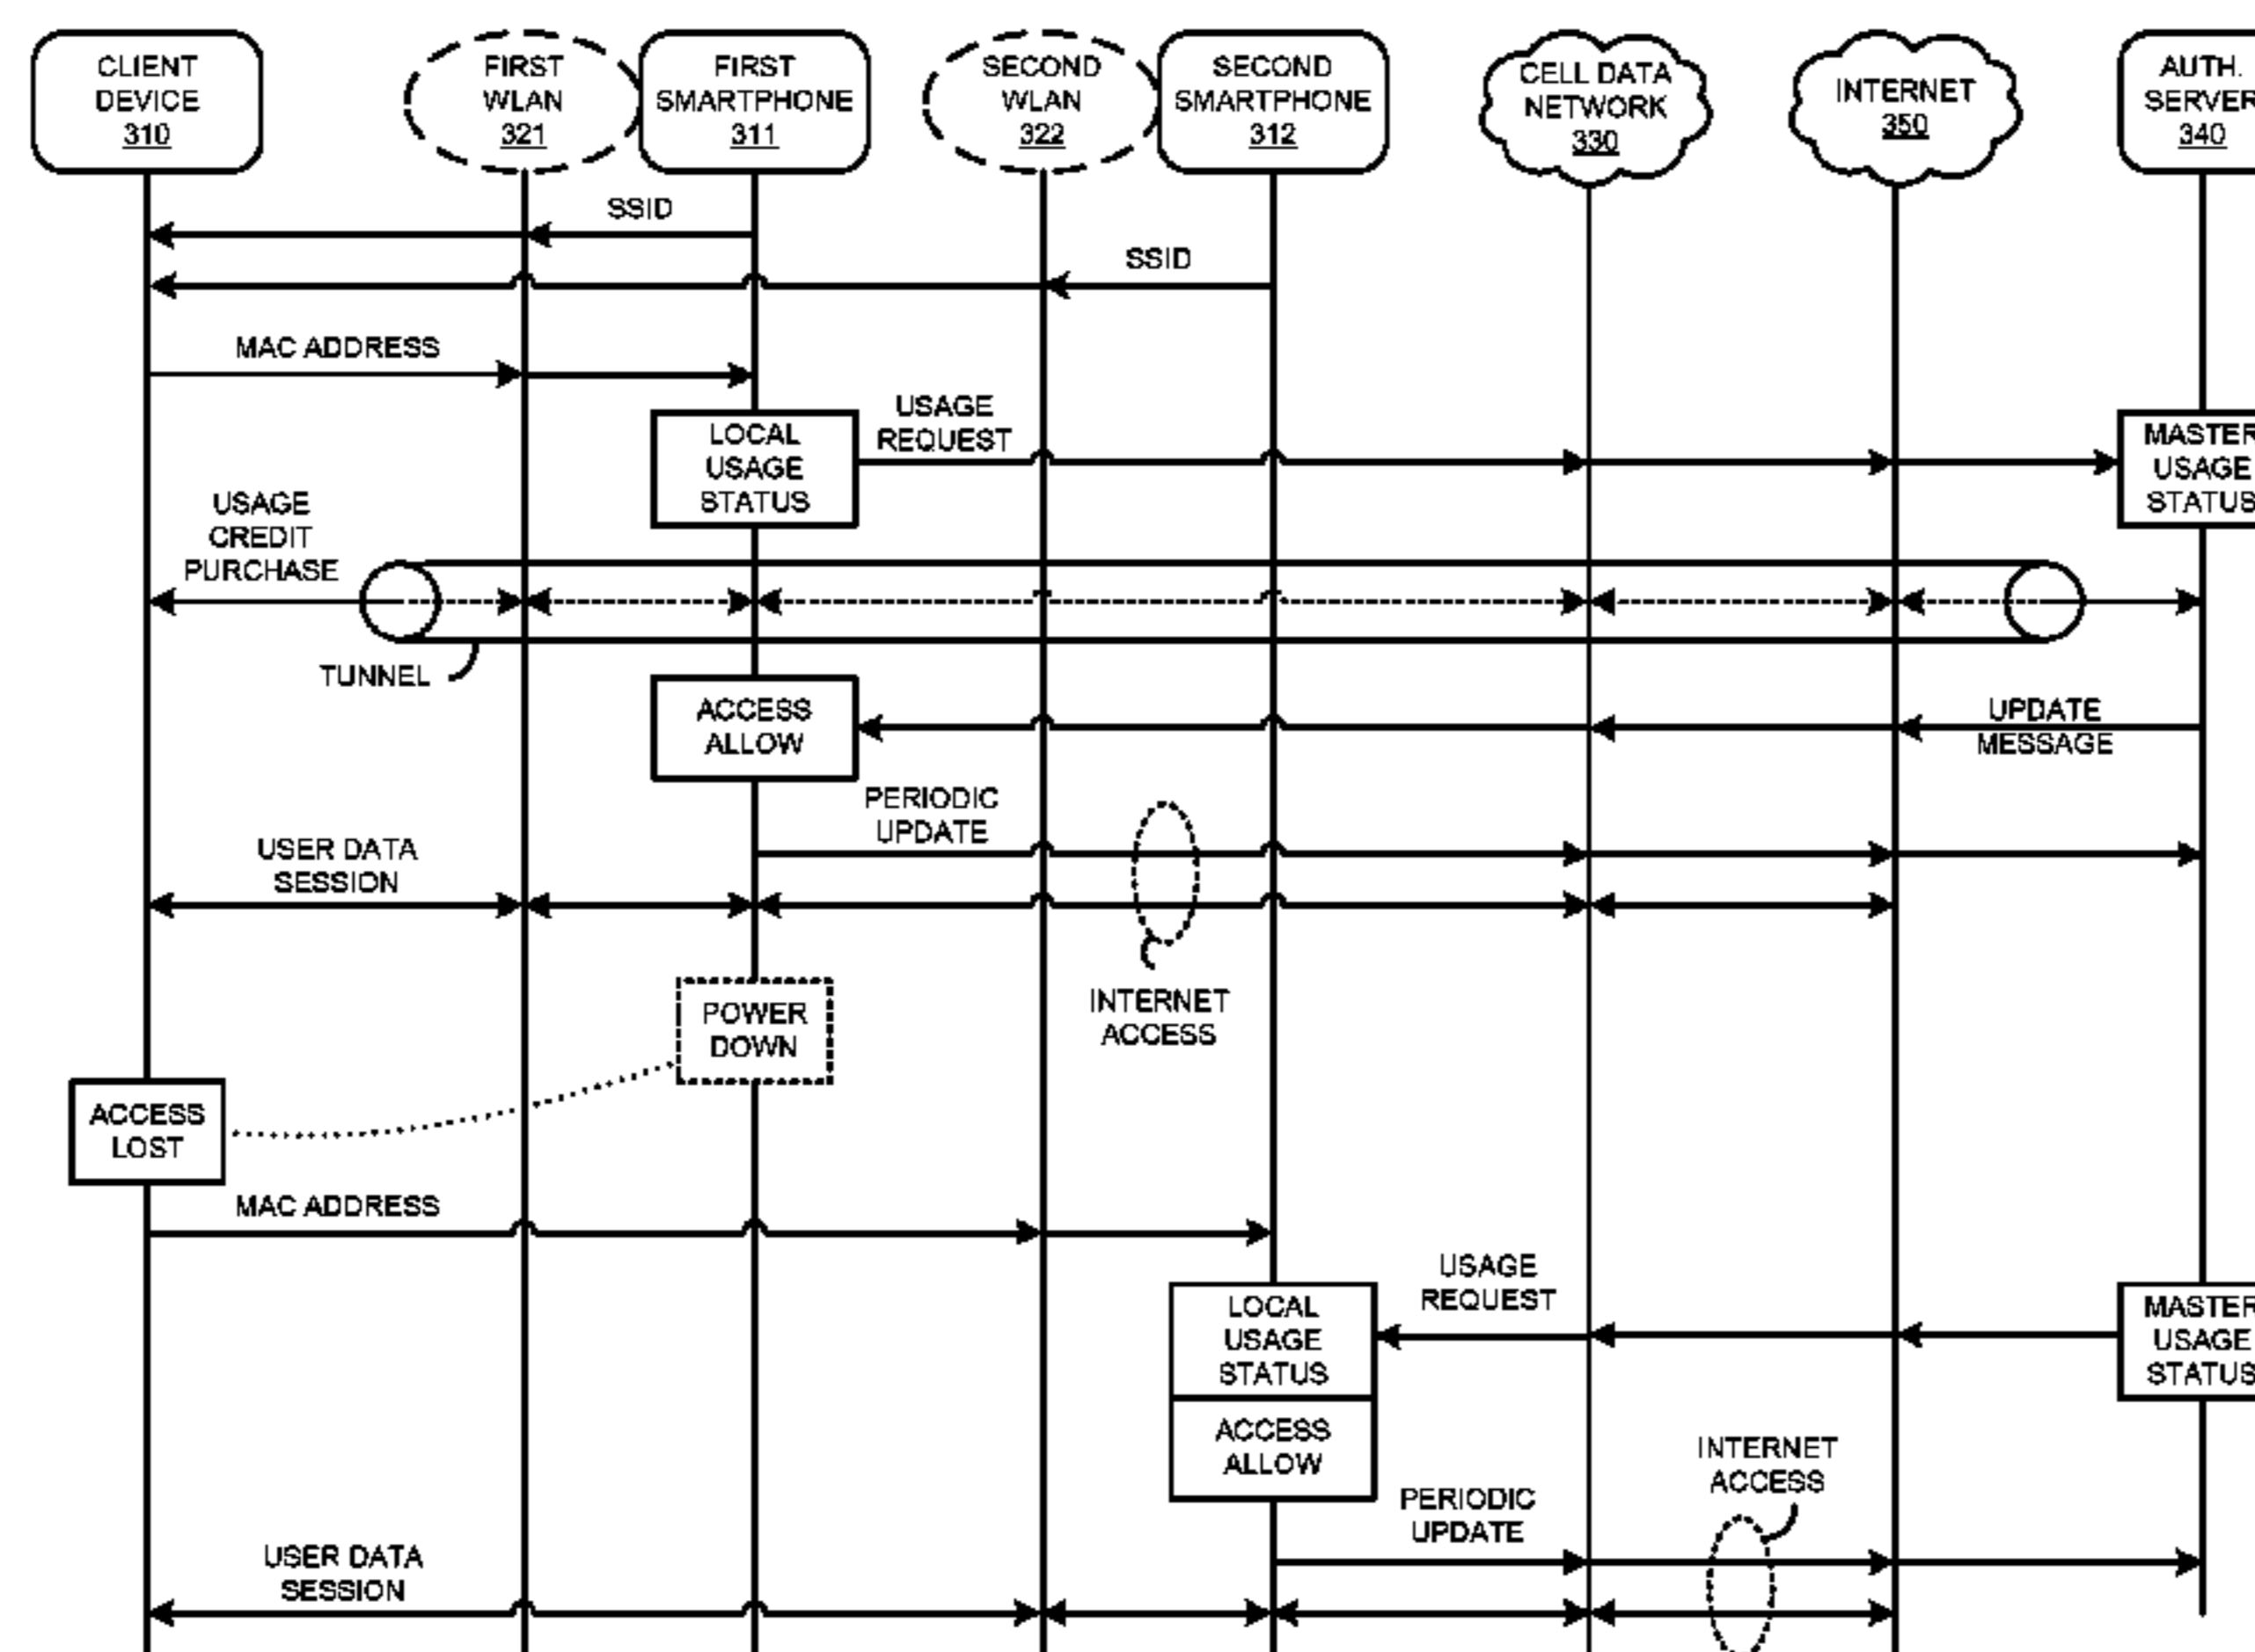 CLIENT
DEVICE
310
FIRST
WLAN
321
FIRST
SMARTPHONE
311
SECOND
WLAN
322
SECOND
SMARTPHONE
312
CELL DATA
NETWORK
330
INTERNET
350
AUTH.
SERVER
340
SSID
SSID
MAC ADDRESS
LOCAL
USAGE
STATUS
USAGE
REQUEST
MASTER
USAGE
STATUS
USAGE
CREDIT
PURCHASE
TUNNEL
ACCESS
ALLOW
UPDATE
MESSAGE
PERIODIC
UPDATE
USER DATA
SESSION
INTERNET
ACCESS
POWER
DOWN
ACCESS
LOST
MAC ADDRESS
USAGE
REQUEST
LOCAL
USAGE
STATUS
MASTER
USAGE
STATUS
ACCESS
ALLOW
INTERNET
ACCESS
PERIODIC
UPDATE
USER DATA
SESSION